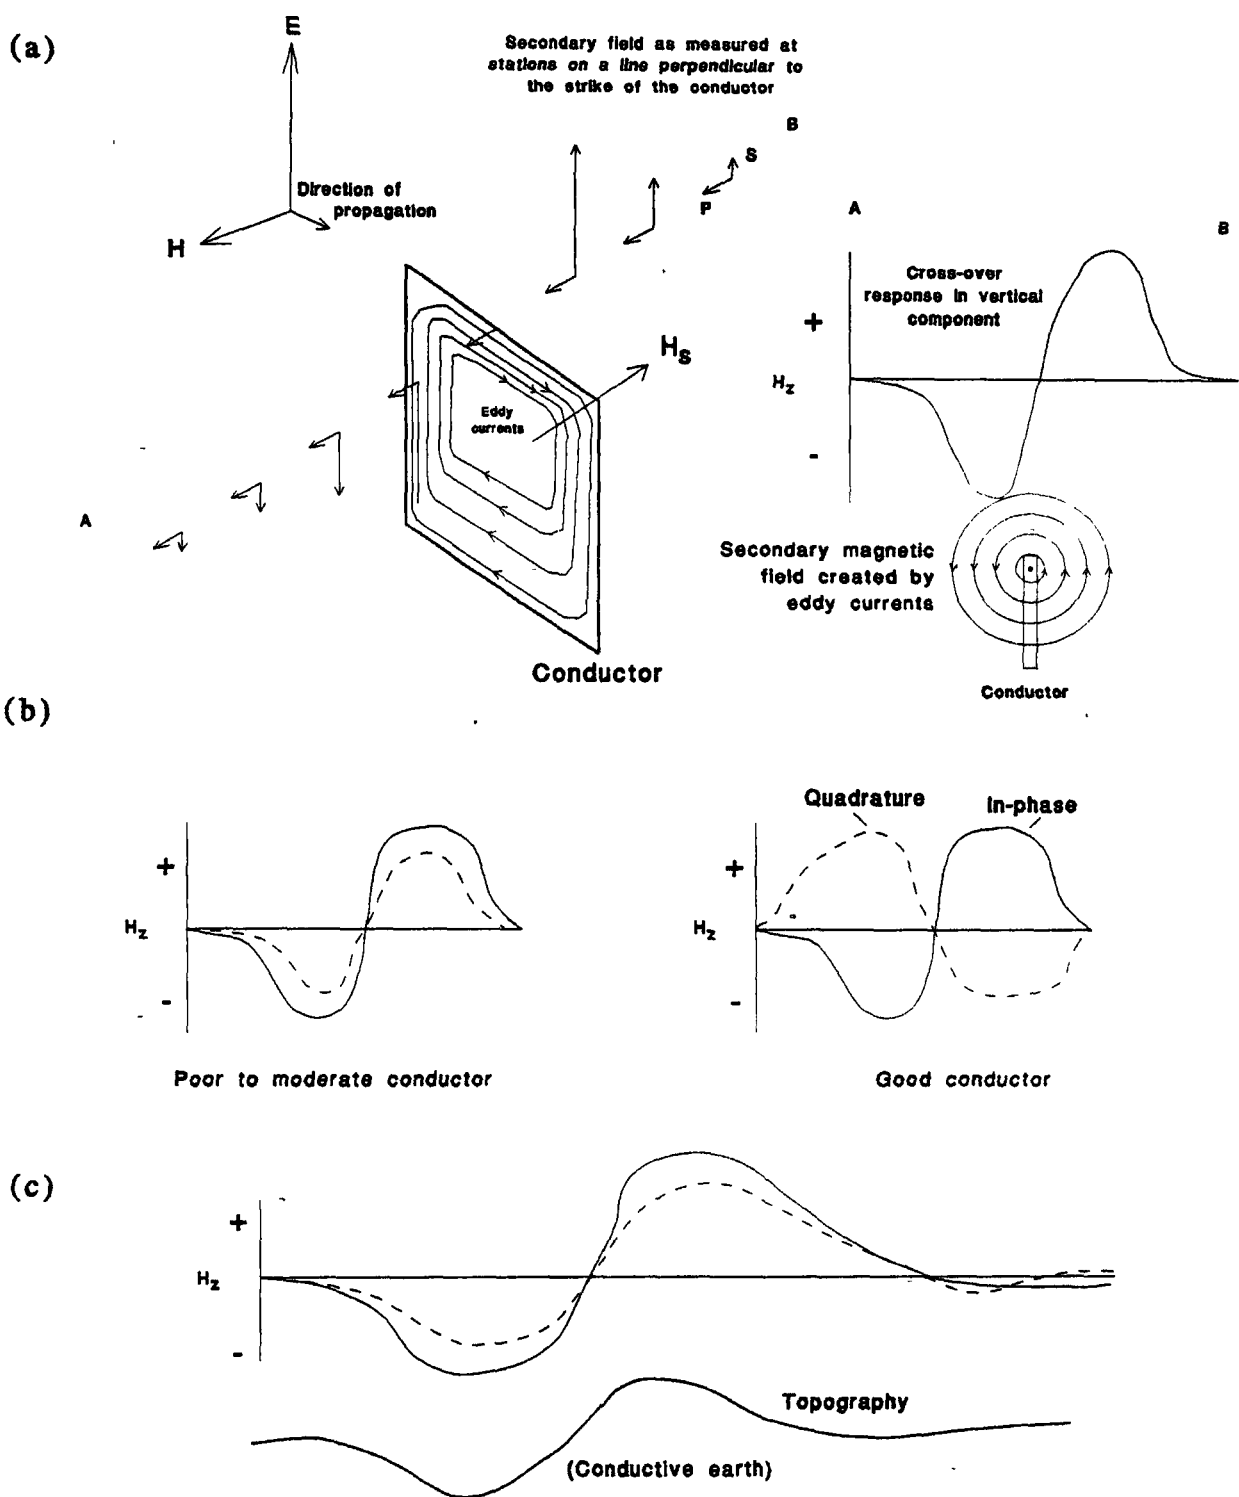 (a)
E
Secondary field as measured at
stations on a line perpendicular to
the strike of the conductor
Direction of
propagation
H
B
S
P
A
B
Cross-over
response in vertical
component
+
Hz
-
Hs
Eddy
currents
A
Secondary magnetic
field created by
eddy currents
Conductor
Conductor
(b)
+
Hz
-
Poor to moderate conductor
Quadrature
In-phase
+
Hz
-
Good conductor
(c)
+
Hz
-
Topography
(Conductive earth)